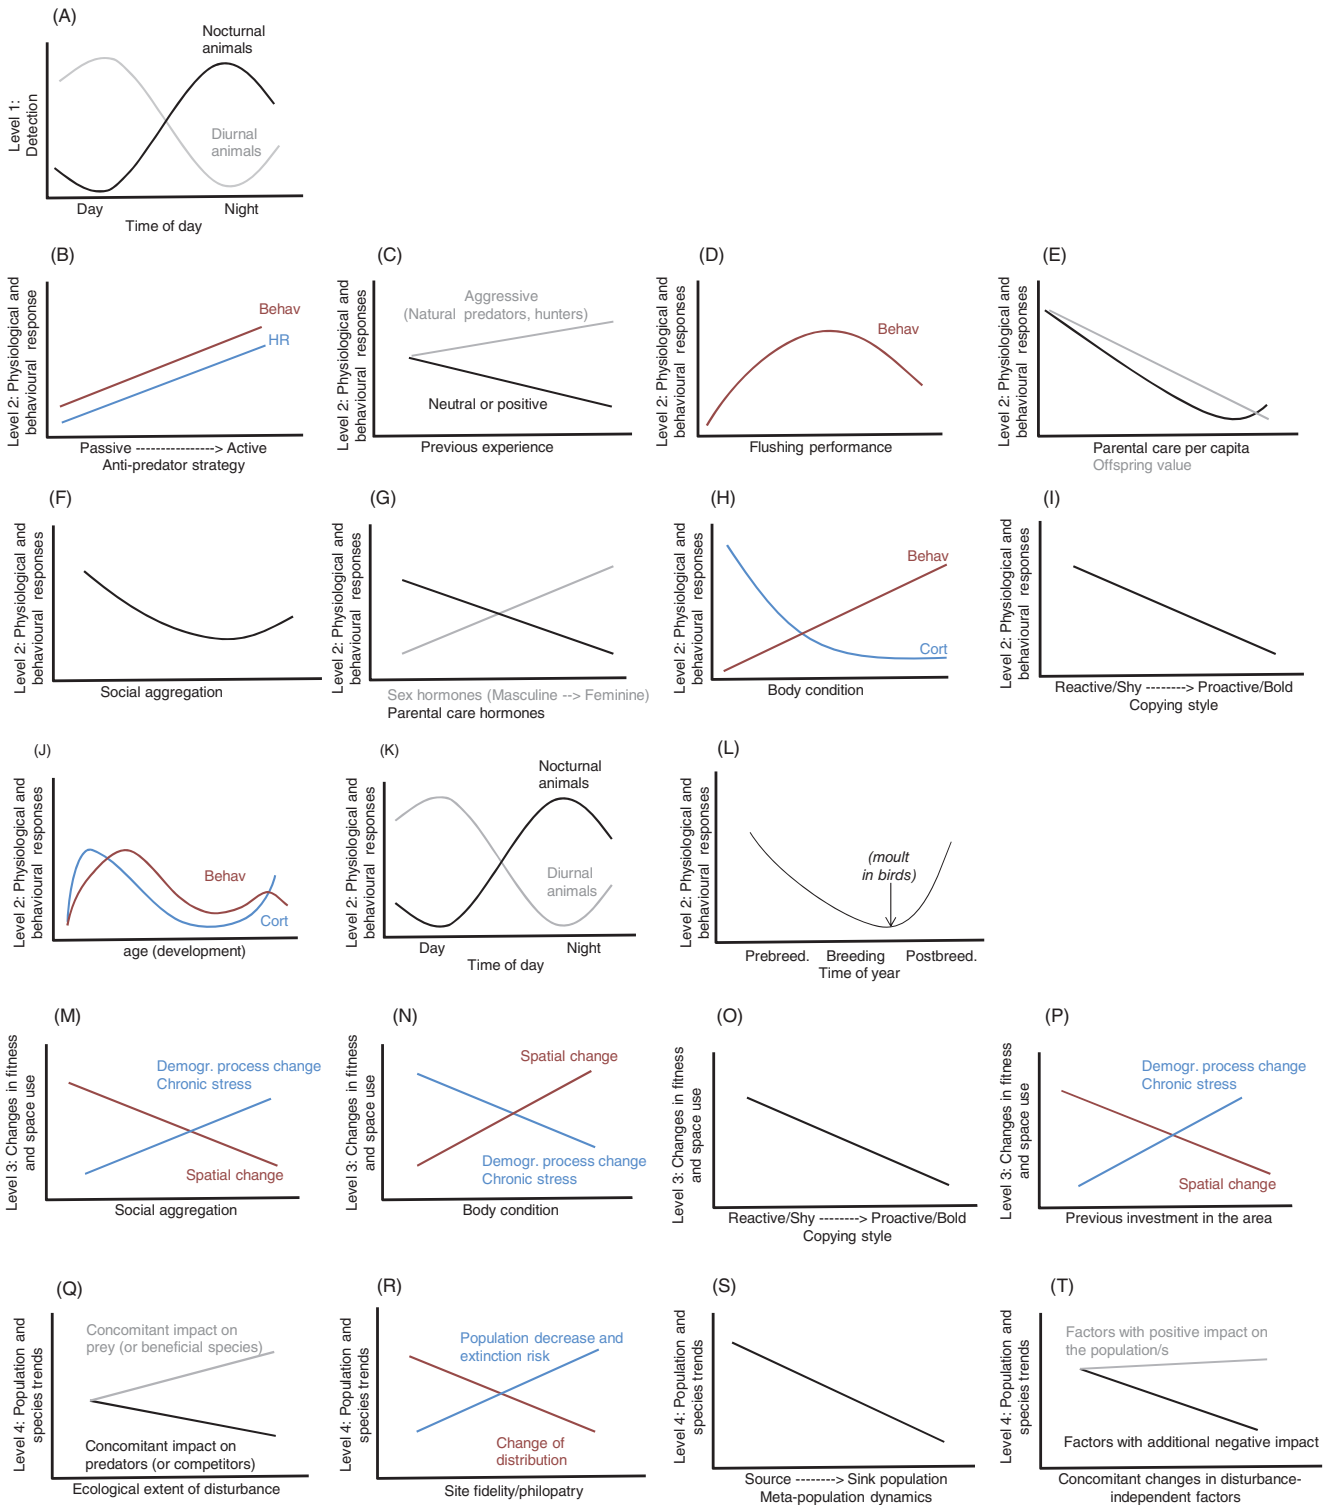 (A)
Level 1:
Detection
Nocturnal
animals
Diurnal
animals
Day
Night
Time of day
(B)
Level 2: Physiological and
behavioural response
Behav
HR
Passive ----------------> Active
Anti-predator strategy
(C)
Level 2: Physiological and
behavioural responses
Aggressive
(Natural predators, hunters)
Neutral or positive
Previous experience
(D)
Level 2: Physiological and
behavioural responses
Behav
Flushing performance
(E)
Level 2: Physiological and
behavioural responses
Parental care per capita
Offspring value
(F)
Level 2: Physiological and
behavioural responses
Social aggregation
(G)
Level 2: Physiological and
behavioural responses
Sex hormones (Masculine --> Feminine)
Parental care hormones
(H)
Level 2: Physiological and
behavioural responses
Behav
Cort
Body condition
(I)
Level 2: Physiological and
behavioural responses
Reactive/Shy --------> Proactive/Bold
Copying style
(J)
Level 2: Physiological and
behavioural responses
Behav
Cort
age (development)
(K)
Level 2: Physiological and
behavioural responses
Nocturnal
animals
Diurnal
animals
Day
Night
Time of day
(L)
Level 2: Physiological and
behavioural responses
(moult
in birds)
Prebreed. Breeding Postbreed.
Time of year
(M)
Level 3: Changes in fitness
and space use
Demogr. process change
Chronic stress
Spatial change
Social aggregation
(N)
Level 3: Changes in fitness
and space use
Spatial change
Demogr. process change
Chronic stress
Body condition
(O)
Level 3: Changes in fitness
and space use
Reactive/Shy --------> Proactive/Bold
Copying style
(P)
Level 3: Changes in fitness
and space use
Demogr. process change
Chronic stress
Spatial change
Previous investment in the area
(Q)
Level 4: Population and
species trends
Concomitant impact on
prey (or beneficial species)
Concomitant impact on
predators (or competitors)
Ecological extent of disturbance
(R)
Level 4: Population and
species trends
Population decrease and
extinction risk
Change of
distribution
Site fidelity/philopatry
(S)
Level 4: Population and
species trends
Source --------> Sink population
Meta-population dynamics
(T)
Level 4: Population and
species trends
Factors with positive impact on
the population/s
Factors with additional negative impact
Concomitant changes in disturbance-
independent factors